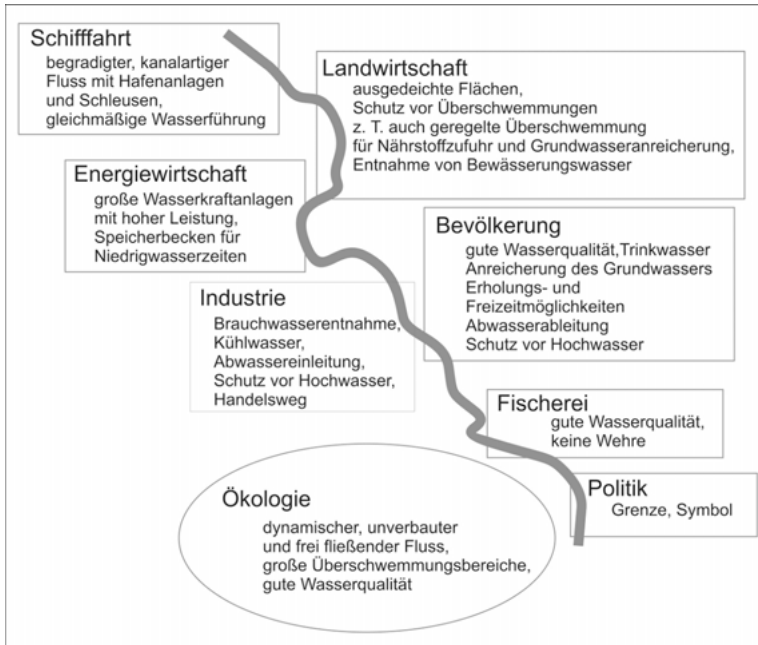 Schifffahrt
begradigter, kanalartiger
Fluss mit Hafenanlagen
und Schleusen,
gleichmäßige Wasserführung
Landwirtschaft
ausgedeichte Flächen,
Schutz vor Überschwemmungen
z. T. auch geregelte Überschwemmung
für Nährstoffzufuhr und Grundwasseranreicherung,
Entnahme von Bewässerungswasser
Energiewirtschaft
große Wasserkraftanlagen
mit hoher Leistung,
Speicherbecken für
Niedrigwasserzeiten
Bevölkerung
gute Wasserqualität,Trinkwasser
Anreicherung des Grundwassers
Erholungs- und
Freizeitmöglichkeiten
Abwasserableitung
Schutz vor Hochwasser
Industrie
Brauchwasserentnahme,
Kühlwasser,
Abwassereinleitung,
Schutz vor Hochwasser,
Handelsweg
Fischerei
gute Wasserqualität,
keine Wehre
Politik
Grenze, Symbol
Ökologie
dynamischer, unverbauter
und frei fließender Fluss,
große Überschwemmungsbereiche,
gute Wasserqualität